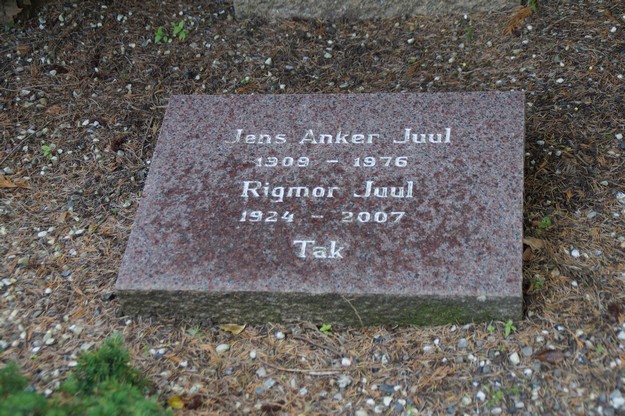 Jens Anker Juul
1909 – 1976
Rigmor Juul
1924 – 2007
Tak